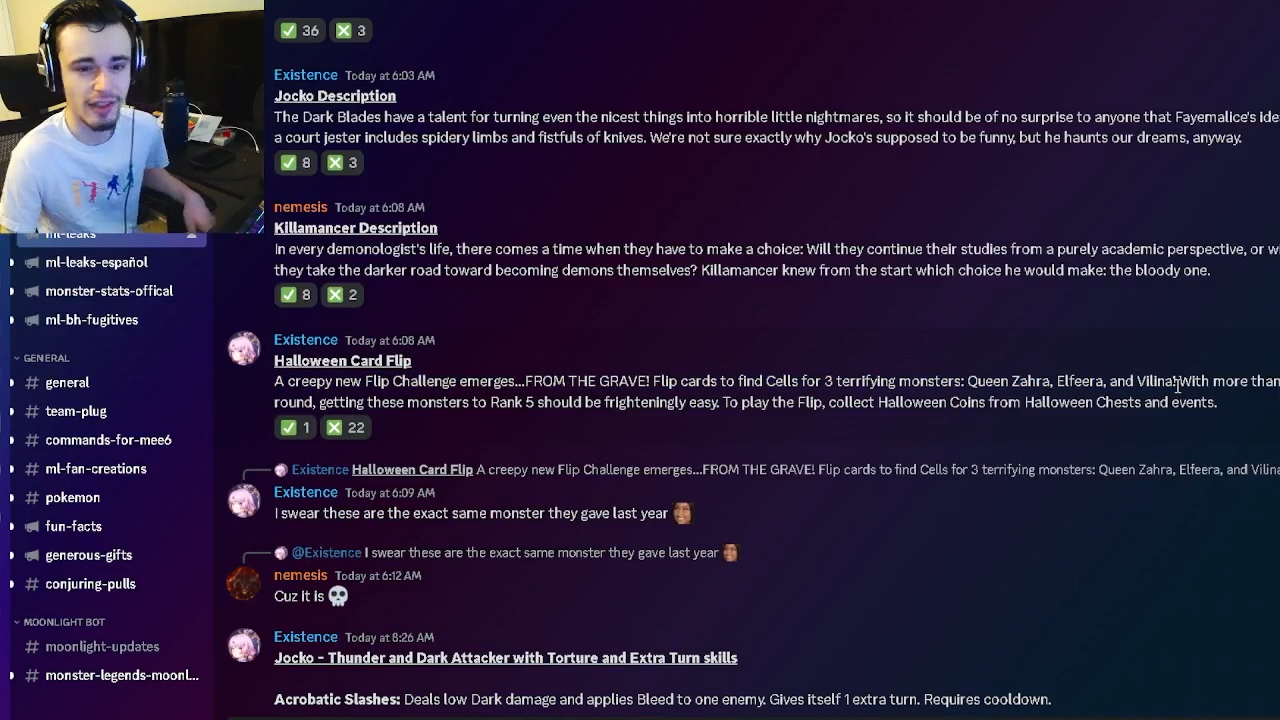 36 3
Existence Today at 6:03 AM
Jocko Description
The Dark Blades have a talent for turning even the nicest things into horrible little nightmares, so it should be of no surprise to anyone that Fayemalice's
a court jester includes spidery limbs and fistfuls of knives. We're not sure exactly why Jocko's supposed to be funny, but he haunts our dreams, anyway.
8 3
nemesis Today at 6:08 AM
Killamancer Description
In every demonologist's life, there comes a time when they have to make a choice: Will they continue their studies from a purely academic perspective, or
they take the darker road toward becoming demons themselves? Killamancer knew from the start which choice he would make: the bloody one.
8 2
Existence Today at 6:08 AM
Halloween Card Flip
A creepy new Flip Challenge emerges...FROM THE GRAVE! Flip cards to find Cells for 3 terrifying monsters: Queen Zahra, Elfeera, and Vilina! With more than
round, getting these monsters to Rank 5 should be frighteningly easy. To play the Flip, collect Halloween Coins from Halloween Chests and events.
1 22
Existence Halloween Card Flip A creepy new Flip Challenge emerges...FROM THE GRAVE! Flip cards to find Cells for 3 terrifying monsters: Queen Zahra, Elfeera, and
Existence Today at 6:09 AM
I swear these are the exact same monster they gave last year
@Existence I swear these are the exact same monster they gave last year
nemesis Today at 6:12 AM
Cuz it is
Existence Today at 8:26 AM
Jocko - Thunder and Dark Attacker with Torture and Extra Turn skills
Acrobatic Slashes: Deals low Dark damage and applies Bleed to one enemy. Gives itself 1 extra turn. Requires cooldown.
ml-leaks
ml-leaks-español
monster-stats-offical
ml-bh-fugitives
GENERAL
general
team-plug
commands-for-mee6
ml-fan-creations
pokemon
fun-facts
generous-gifts
conjuring-pulls
MOONLIGHT BOT
moonlight-updates
monster-legends-moonl...